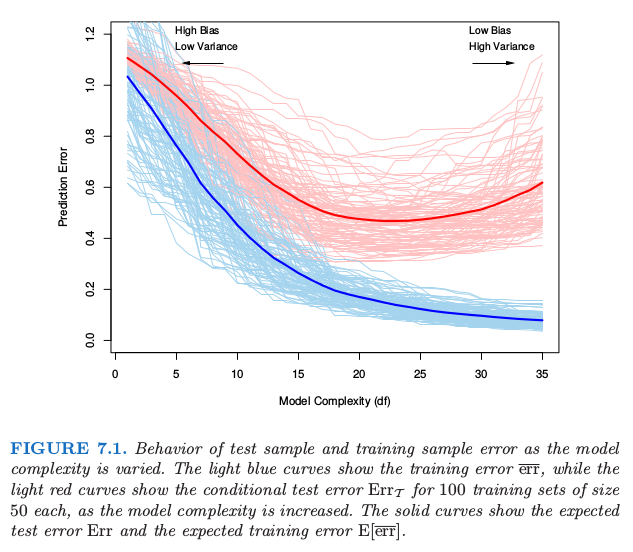 High Bias
Low Variance
Low Bias
High Variance
Prediction Error
1.2
1.0
0.8
0.6
0.4
0.2
0.0
0 5 10 15 20 25 30 35
Model Complexity (df)
FIGURE 7.1. Behavior of test sample and training sample error as the model
complexity is varied. The light blue curves show the training error e̅r̅r̅, while the
light red curves show the conditional test error Err𝒯 for 100 training sets of size
50 each, as the model complexity is increased. The solid curves show the expected
test error Err and the expected training error E[e̅r̅r̅].